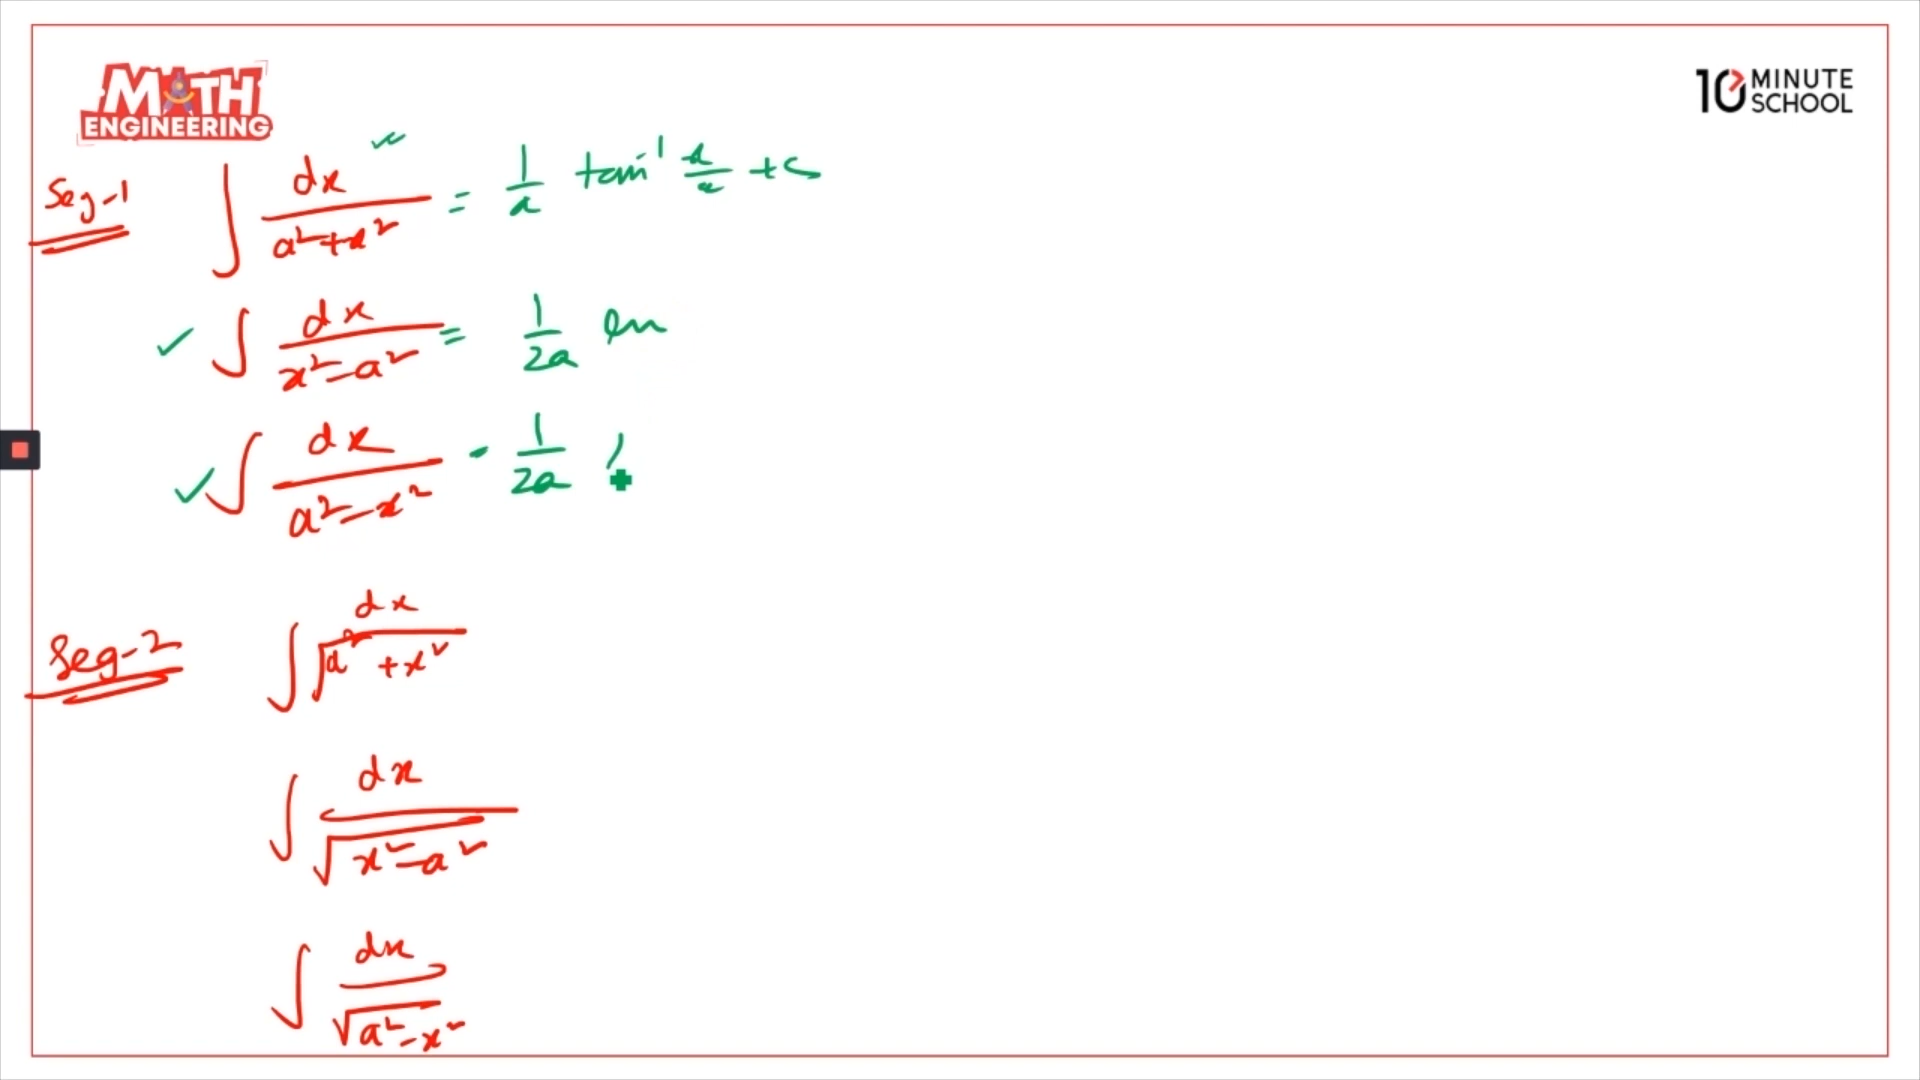 MATH
ENGINEERING
10 MINUTE SCHOOL
Seg-1
∫ dx/(a²+x²) = 1/a tan⁻¹ x/a + c
∫ dx/(x²-a²) = 1/2a ln
∫ dx/(a²-x²) = 1/2a
Seg-2
∫ dx/√(a²+x²)
∫ dx/√(x²-a²)
∫ dx/√(a²-x²)